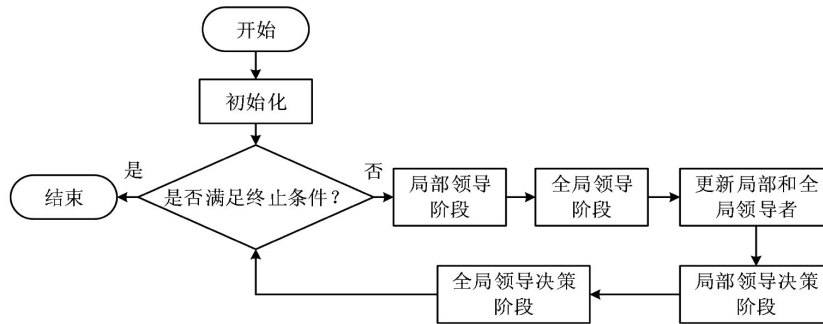 开始
初始化
是
否
结束
是否满足终止条件？
局部领导
阶段
全局领导
阶段
更新局部和全
局领导者
全局领导决策
阶段
局部领导决策
阶段